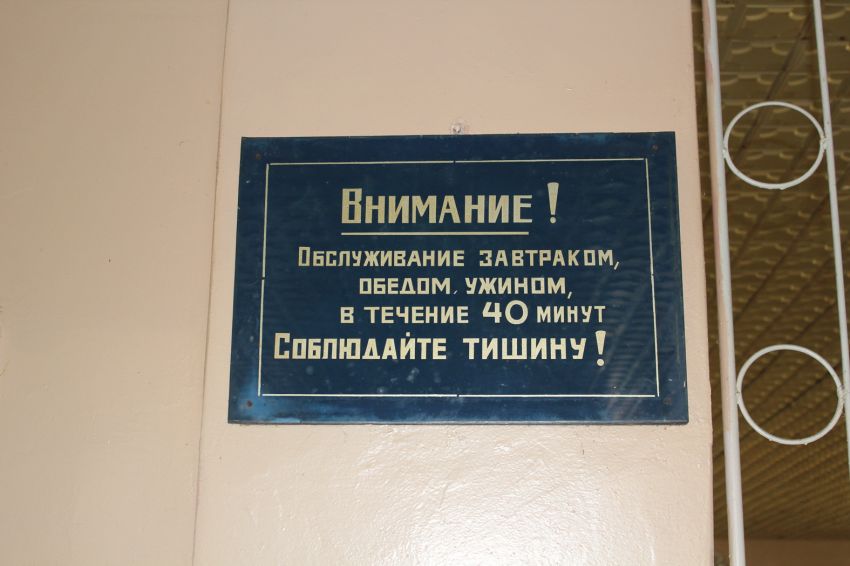 ВНИМАНИЕ!
ОБСЛУЖИВАНИЕ ЗАВТРАКОМ,
ОБЕДОМ, УЖИНОМ,
В ТЕЧЕНИЕ 40 МИНУТ
СОБЛЮДАЙТЕ ТИШИНУ!